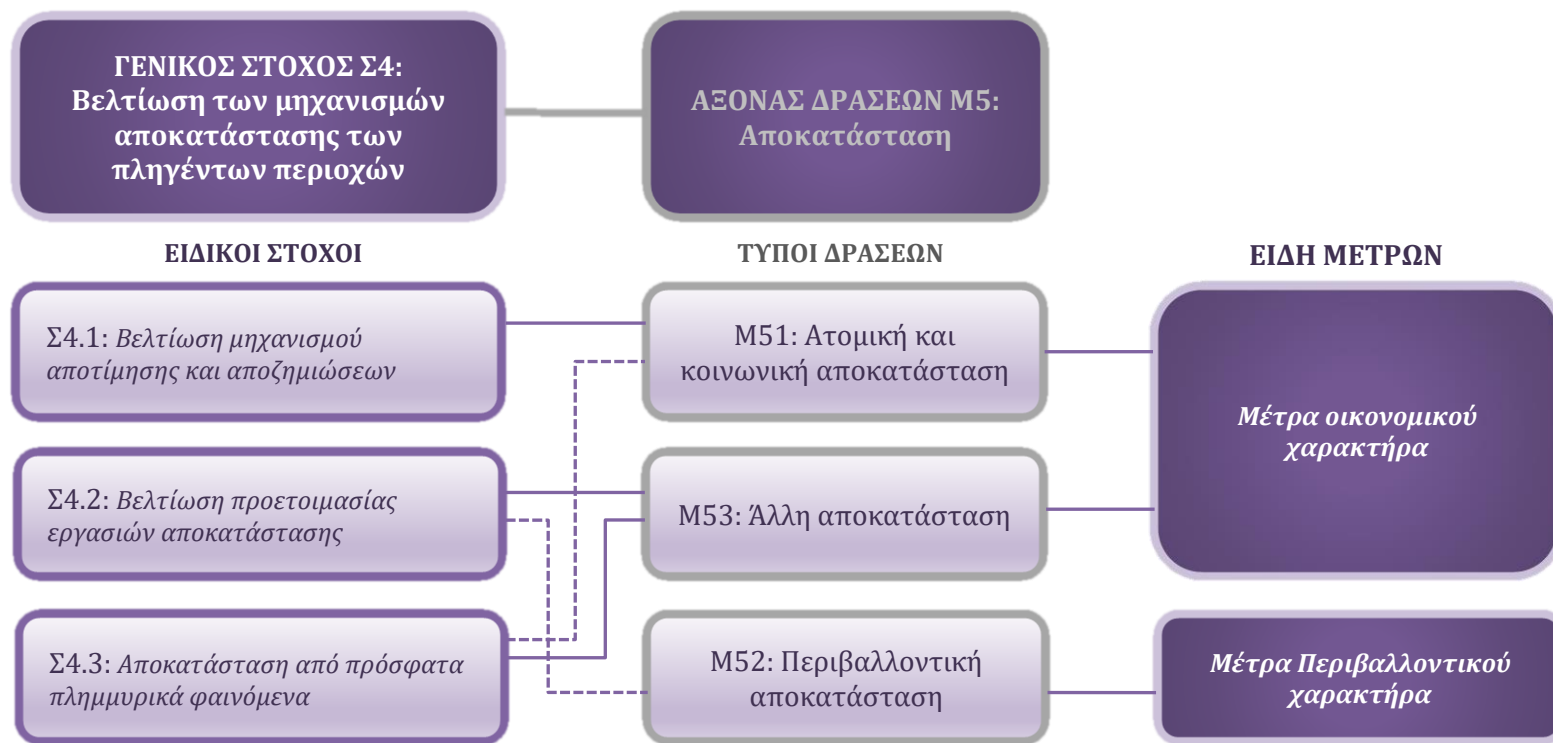 ΓΕΝΙΚΟΣ ΣΤΟΧΟΣ Σ4:
Βελτίωση των μηχανισμών
αποκατάστασης των
πληγέντων περιοχών
ΑΞΟΝΑΣ ΔΡΑΣΕΩΝ Μ5:
Αποκατάσταση
ΕΙΔΙΚΟΙ ΣΤΟΧΟΙ
ΤΥΠΟΙ ΔΡΑΣΕΩΝ
ΕΙΔΗ ΜΕΤΡΩΝ
Σ4.1: Βελτίωση μηχανισμού
αποτίμησης και αποζημιώσεων
Μ51: Ατομική και
κοινωνική αποκατάσταση
Μέτρα οικονομικού
χαρακτήρα
Σ4.2: Βελτίωση προετοιμασίας
εργασιών αποκατάστασης
Μ53: Άλλη αποκατάσταση
Σ4.3: Αποκατάσταση από πρόσφατα
πλημμυρικά φαινόμενα
Μ52: Περιβαλλοντική
αποκατάσταση
Μέτρα Περιβαλλοντικού
χαρακτήρα